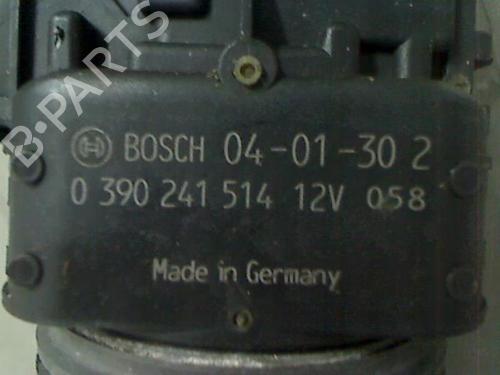 B-PARTS
BOSCH 04-01-30 2
0 390 241 514 12V 058
Made in Germany